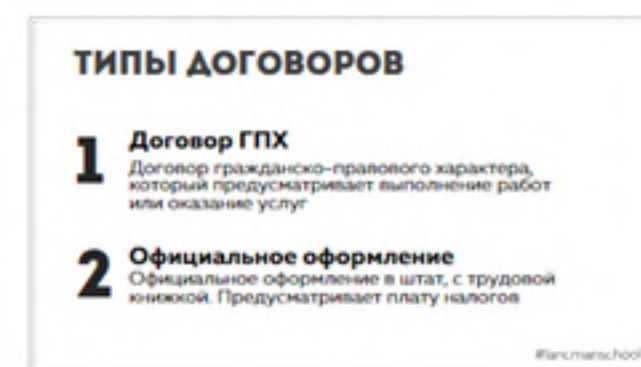 ТИПЫ ДОГОВОРОВ
1
Договор ГПХ
Договор гражданско-правового характера,
который предусматривает выполнение работ
или оказание услуг
2
Официальное оформление
Официальное оформление в штат, с трудовой
книжкой. Предусматривает плату налогов